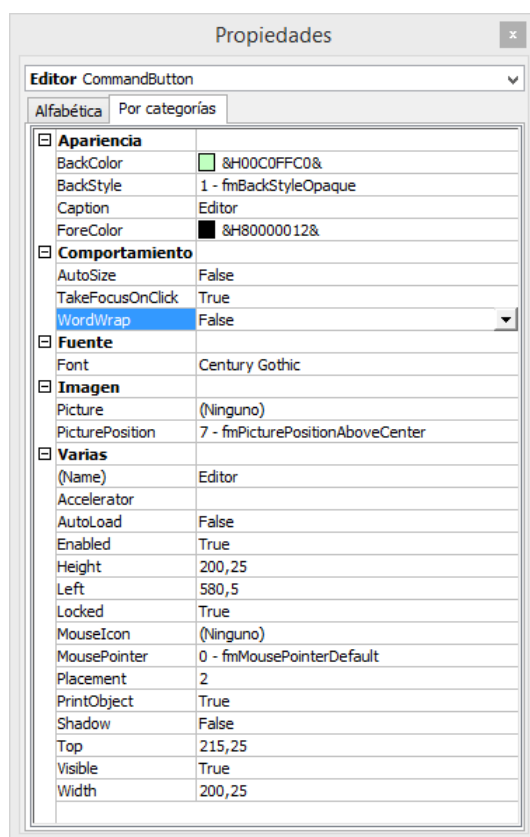 Propiedades
x
Editor CommandButton
Alfabética Por categorías
Apariencia
BackColor &H00C0FFC0&
BackStyle 1 - fmBackStyleOpaque
Caption Editor
ForeColor &H80000012&
Comportamiento
AutoSize False
TakeFocusOnClick True
WordWrap False
Fuente
Font Century Gothic
Imagen
Picture (Ninguno)
PicturePosition 7 - fmPicturePositionAboveCenter
Varias
(Name) Editor
Accelerator
AutoLoad False
Enabled True
Height 200,25
Left 580,5
Locked True
MouseIcon (Ninguno)
MousePointer 0 - fmMousePointerDefault
Placement 2
PrintObject True
Shadow False
Top 215,25
Visible True
Width 200,25